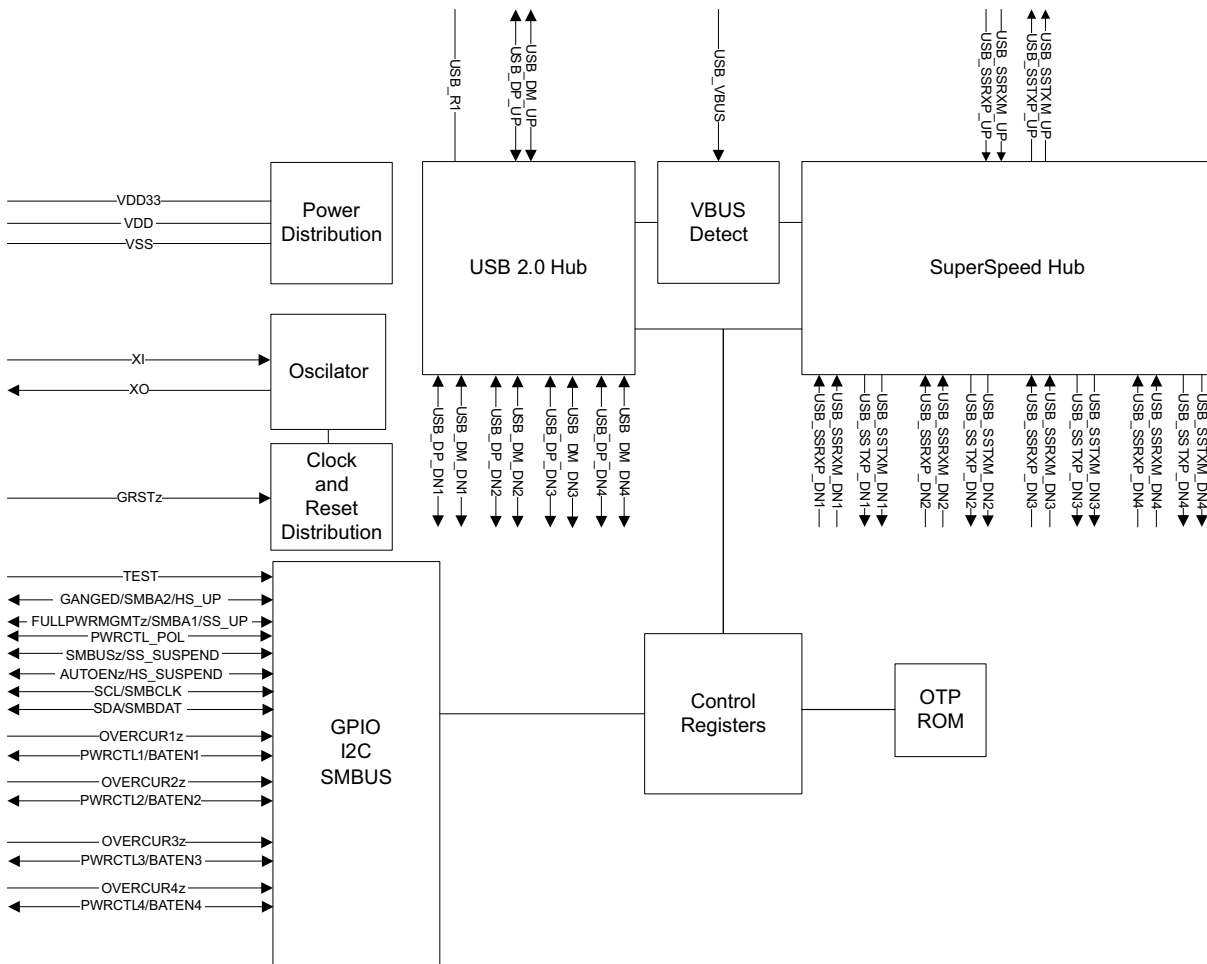 USB_R1
USB_DP_UP
USB_DM_UP
USB_VBUS
USB_SSRXP_UP
USB_SSRXM_UP
USB_SSTXP_UP
USB_SSTXM_UP
VDD33
VDD
VSS
Power
Distribution
USB 2.0 Hub
VBUS
Detect
SuperSpeed Hub
XI
XO
Oscilator
GRSTz
Clock
and
Reset
Distribution
USB_DP_DN1
USB_DM_DN1
USB_DP_DN2
USB_DM_DN2
USB_DP_DN3
USB_DM_DN3
USB_DP_DN4
USB_DM_DN4
USB_SSRXP_DN1
USB_SSRXM_DN1
USB_SSTXP_DN1
USB_SSTXM_DN1
USB_SSRXP_DN2
USB_SSRXM_DN2
USB_SSTXP_DN2
USB_SSTXM_DN2
USB_SSRXP_DN3
USB_SSRXM_DN3
USB_SSTXP_DN3
USB_SSTXM_DN3
USB_SSRXP_DN4
USB_SSRXM_DN4
USB_SSTXP_DN4
USB_SSTXM_DN4
TEST
GANGED/SMBA2/HS_UP
FULLPWRMGMTz/SMBA1/SS_UP
PWRCTL_POL
SMBUSz/SS_SUSPEND
AUTOENz/HS_SUSPEND
SCL/SMBCLK
SDA/SMBDAT
OVERCUR1z
PWRCTL1/BATEN1
OVERCUR2z
PWRCTL2/BATEN2
OVERCUR3z
PWRCTL3/BATEN3
OVERCUR4z
PWRCTL4/BATEN4
GPIO
I2C
SMBUS
Control
Registers
OTP
ROM